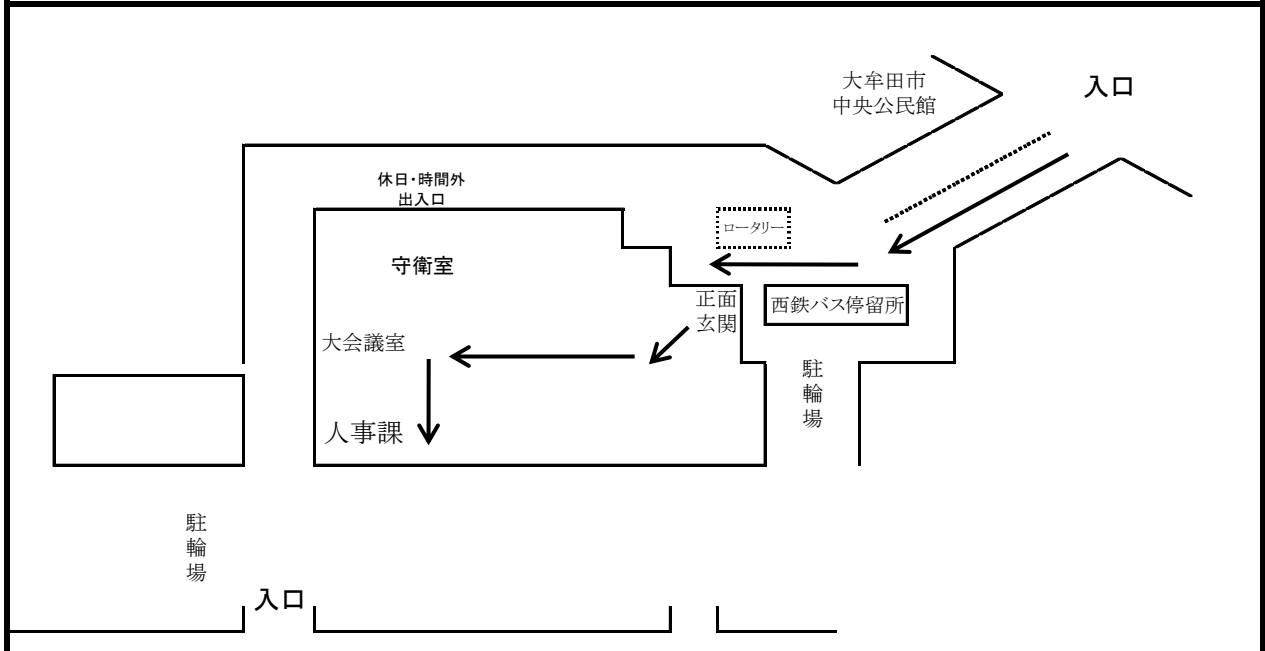 大牟田市
中央公民館
入口
休日・時間外
出入口
ロータリー
守衛室
正面
玄関
西鉄バス停留所
大会議室
駐輪場
人事課
駐輪場
入口